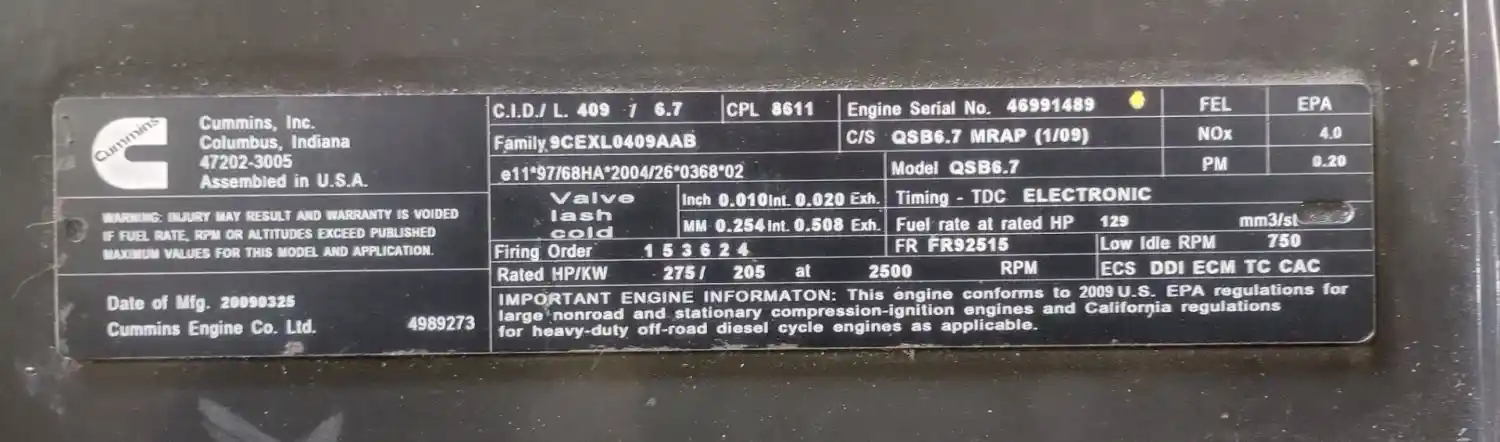 Cummins
Cummins, Inc.
Columbus, Indiana
47202-3005
Assembled in U.S.A.
WARNING: INJURY MAY RESULT AND WARRANTY IS VOIDED
IF FUEL RATE, RPM OR ALTITUDES EXCEED PUBLISHED
MAXIMUM VALUES FOR THIS MODEL AND APPLICATION.
Date of Mfg. 20090325
Cummins Engine Co. Ltd. 4989273
C.I.D./ L. 409 / 6.7 CPL 8611 Engine Serial No. 46991489 FEL EPA
Family 9CEXL0409AAB C/S QSB6.7 MRAP (1/09) NOx 4.0
e11*97/68HA*2004/26*0368*02 Model QSB6.7 PM 0.20
Valve lash cold
Inch 0.010 Int. 0.020 Exh. Timing - TDC ELECTRONIC
MM 0.254 Int. 0.508 Exh. Fuel rate at rated HP 129 mm3/st
Firing Order 1 5 3 6 2 4 FR FR92515 Low Idle RPM 750
Rated HP/KW 275 / 205 at 2500 RPM ECS DDI ECM TC CAC
IMPORTANT ENGINE INFORMATON: This engine conforms to 2009 U.S. EPA regulations for
large nonroad and stationary compression-ignition engines and California regulations
for heavy-duty off-road diesel cycle engines as applicable.